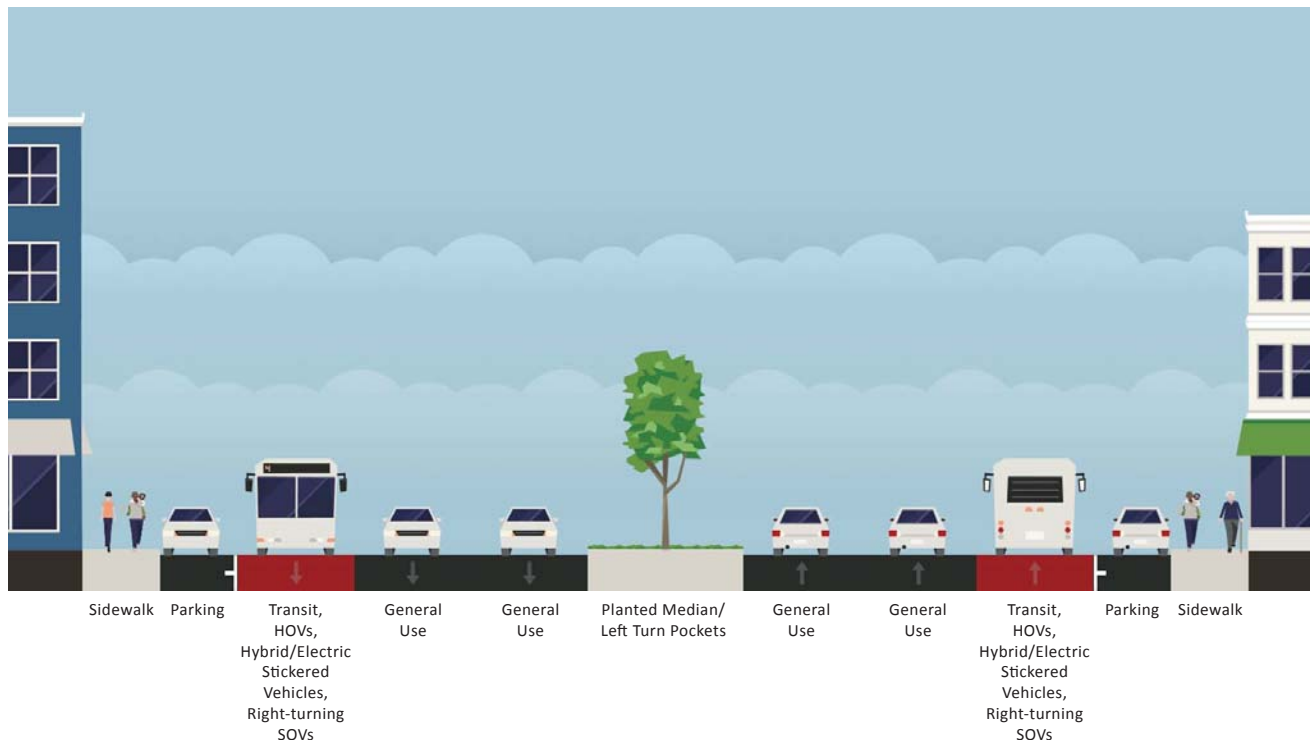 Sidewalk
Parking
Transit,
HOVs,
Hybrid/Electric
Stickered
Vehicles,
Right-turning
SOVs
General
Use
General
Use
Planted Median/
Left Turn Pockets
General
Use
General
Use
Transit,
HOVs,
Hybrid/Electric
Stickered
Vehicles,
Right-turning
SOVs
Parking
Sidewalk